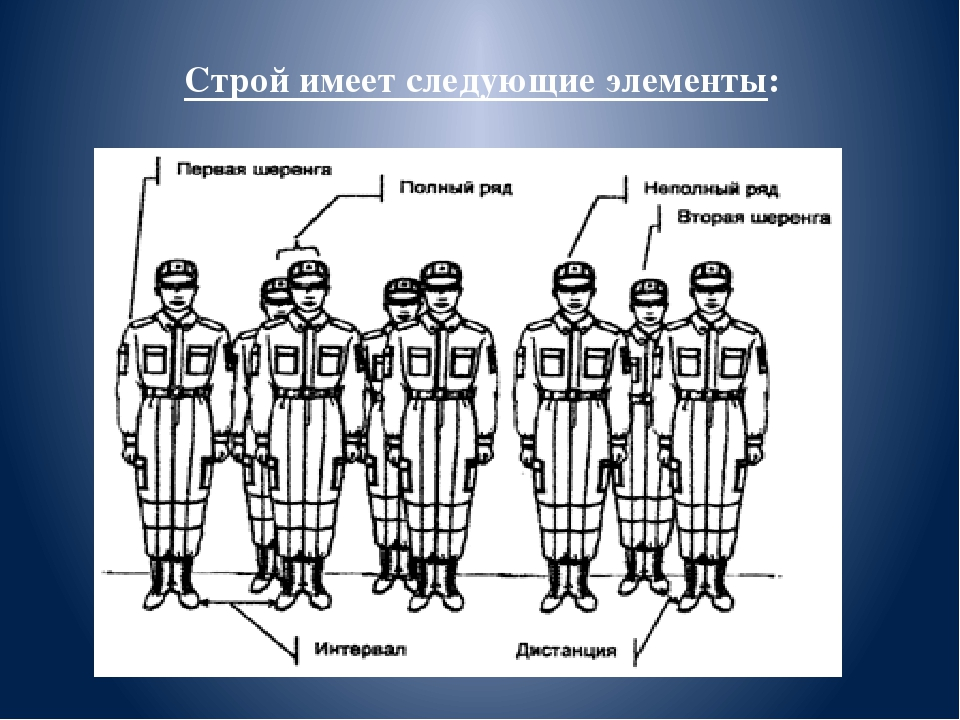 Строй имеет следующие элементы:
Первая шеренга
Полный ряд
Неполный ряд
Вторая шеренга
Интервал
Дистанция